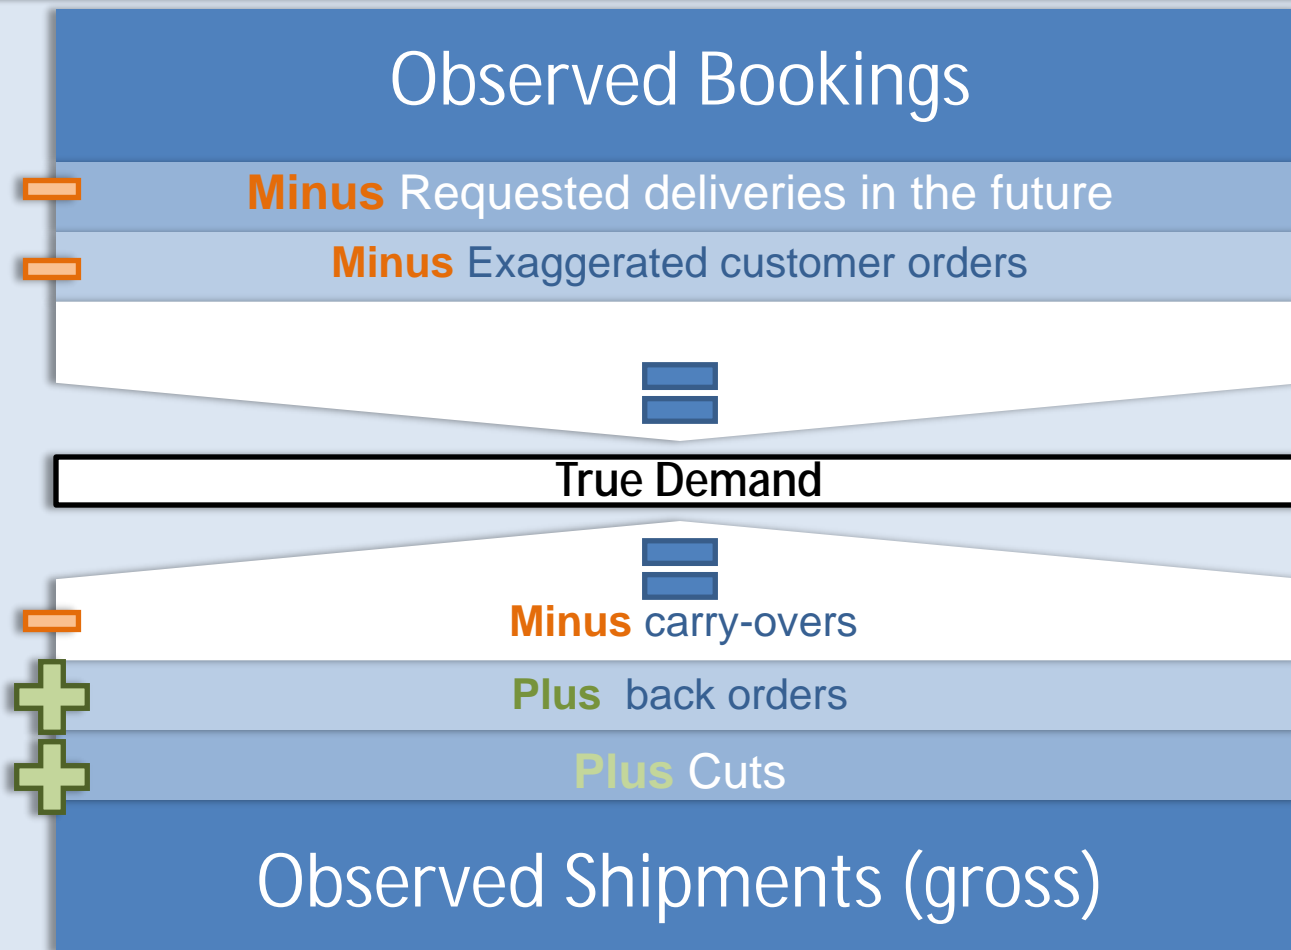 Observed Bookings
Minus Requested deliveries in the future
Minus Exaggerated customer orders
True Demand
Minus carry-overs
Plus back orders
Plus Cuts
Observed Shipments (gross)